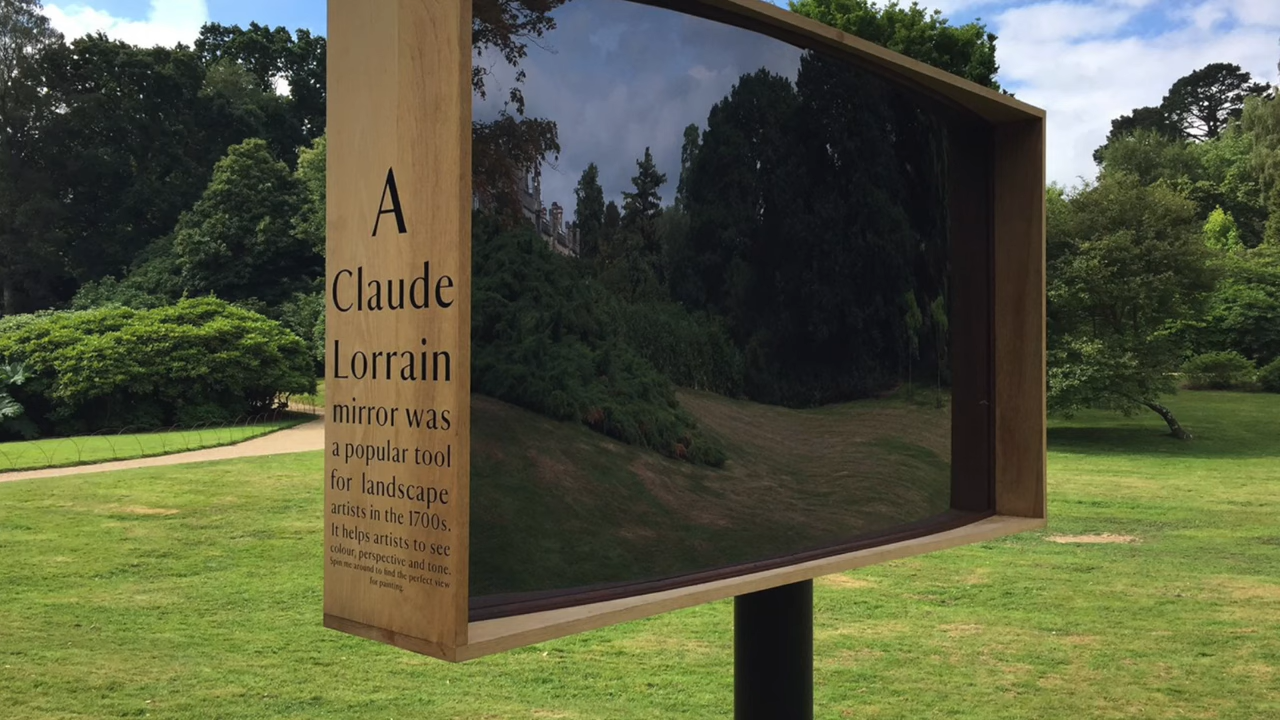 A
Claude
Lorrain
mirror was
a popular tool
for landscape
artists in the 1700s.
It helps artists to see
colour, perspective and tone.
Spin me around to find the perfect view
for painting.